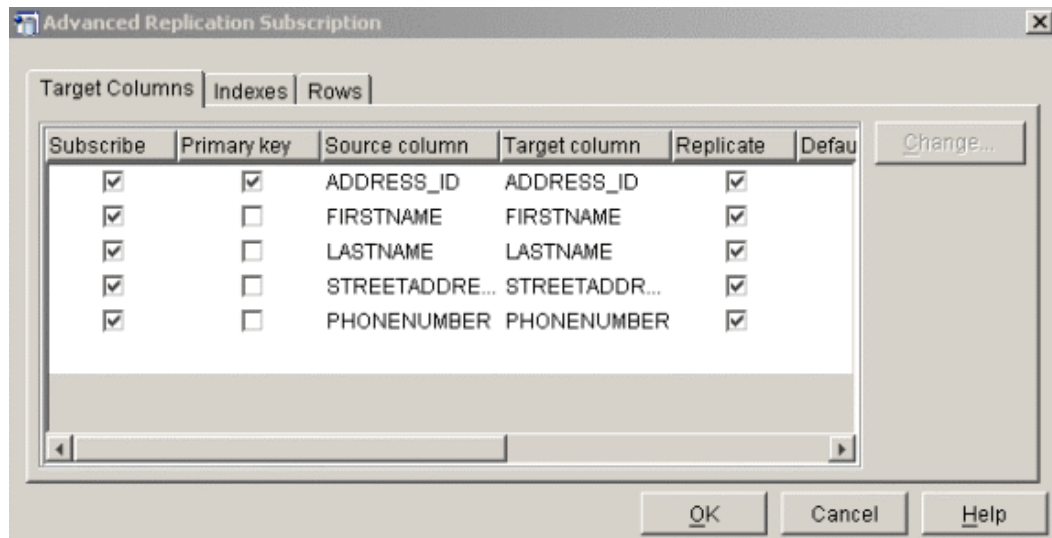 Advanced Replication Subscription
Target Columns Indexes Rows
Subscribe Primary key Source column Target column Replicate Defau Change...
ADDRESS_ID ADDRESS_ID
FIRSTNAME FIRSTNAME
LASTNAME LASTNAME
STREETADDRE... STREETADDR...
PHONENUMBER PHONENUMBER
OK Cancel Help